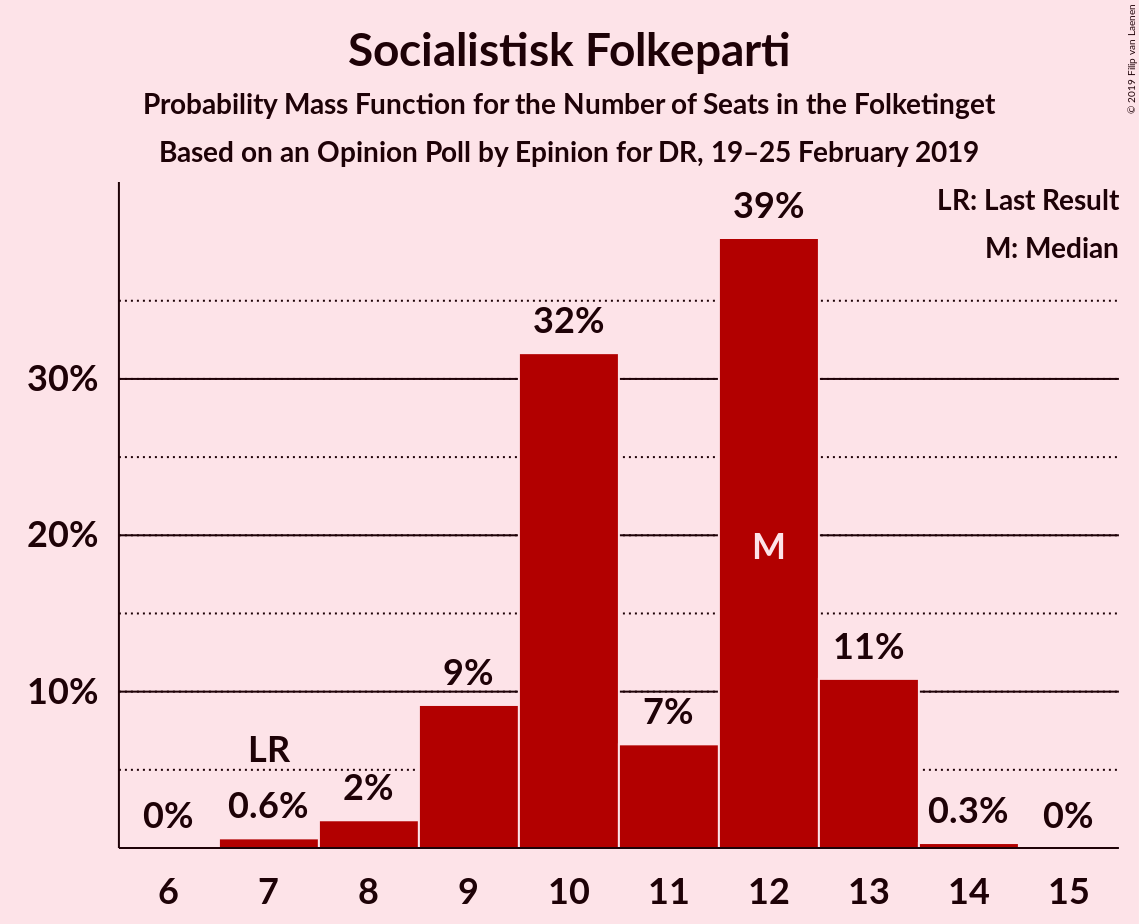 Socialistisk Folkeparti
Probability Mass Function for the Number of Seats in the Folketinget
Based on an Opinion Poll by Epinion for DR, 19–25 February 2019
© 2019 Filip van Laenen
LR: Last Result
M: Median
39%
32%
30%
20%
M
11%
9%
10%
7%
LR
2%
0.6%
0%
0.3%
0%
6 7 8 9 10 11 12 13 14 15